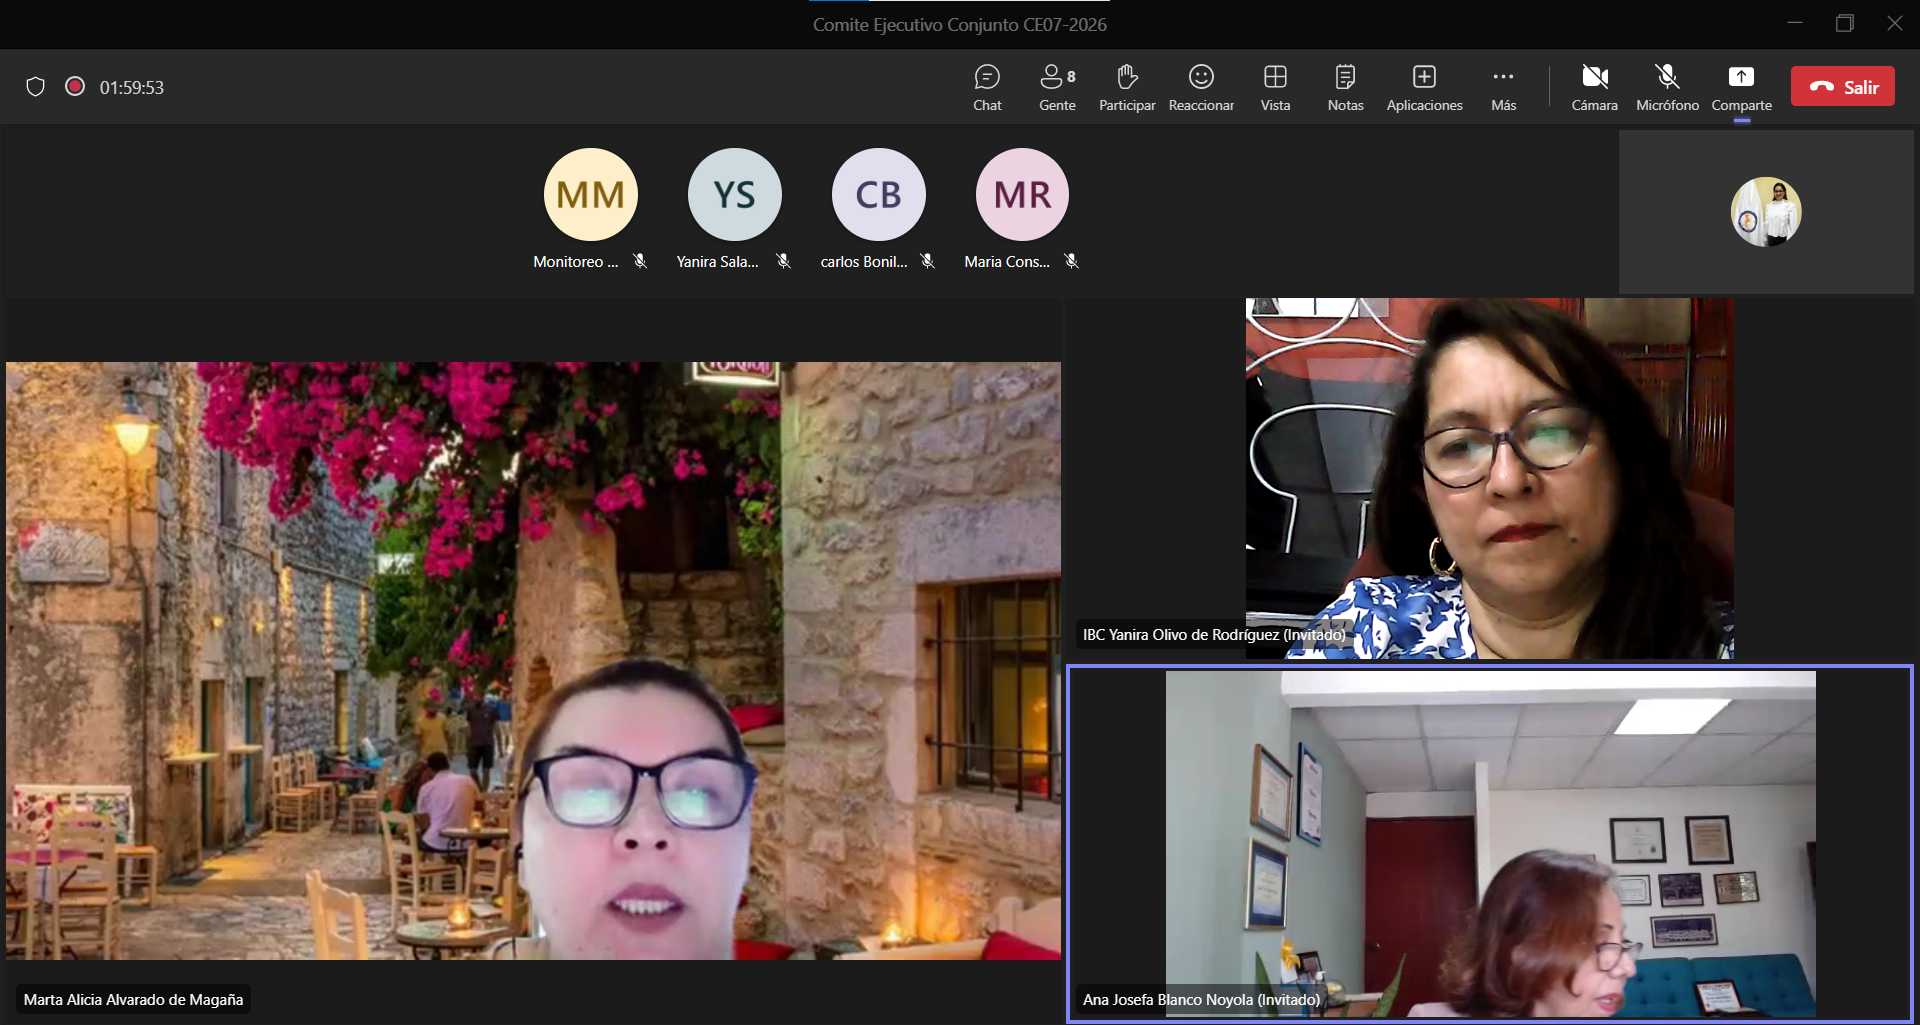 Comite Ejecutivo Conjunto CE07-2026
01:59:53
Chat
8
Gente
Participar
Reaccionar
Vista
Notas
Aplicaciones
Más
Cámara
Micrófono
Comparte
Salir
MM
YS
CB
MR
Monitoreo ...
Yanira Sala...
carlos Bonil...
Maria Cons...
IBC Yanira Olivo de Rodríguez (Invitado)
Marta Alicia Alvarado de Magaña
Ana Josefa Blanco Noyola (Invitado)